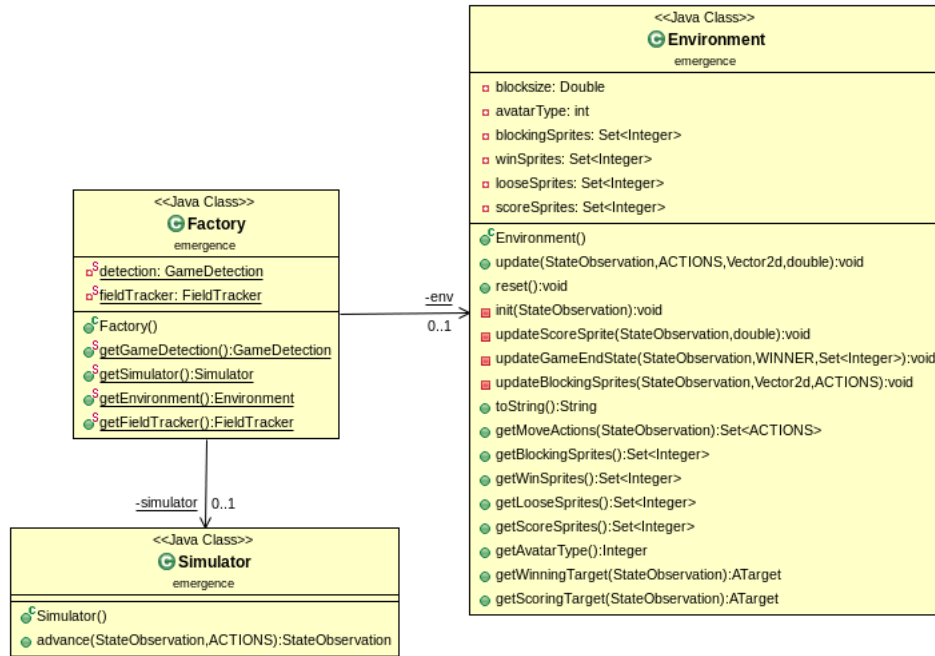 <<Java Class>>
Environment
emergence
blocksize: Double
avatarType: int
blockingSprites: Set<Integer>
winSprites: Set<Integer>
looseSprites: Set<Integer>
scoreSprites: Set<Integer>
Environment()
update(StateObservation,ACTIONS,Vector2d,double):void
reset():void
init(StateObservation):void
updateScoreSprite(StateObservation,double):void
updateGameEndState(StateObservation,WINNER,Set<Integer>):void
updateBlockingSprites(StateObservation,Vector2d,ACTIONS):void
toString():String
getMoveActions(StateObservation):Set<ACTIONS>
getBlockingSprites():Set<Integer>
getWinSprites():Set<Integer>
getLooseSprites():Set<Integer>
getScoreSprites():Set<Integer>
getAvatarType():Integer
getWinningTarget(StateObservation):ATarget
getScoringTarget(StateObservation):ATarget
<<Java Class>>
Factory
emergence
detection: GameDetection
fieldTracker: FieldTracker
Factory()
getGameDetection():GameDetection
getSimulator():Simulator
getEnvironment():Environment
getFieldTracker():FieldTracker
-env
0..1
-simulator
0..1
<<Java Class>>
Simulator
emergence
Simulator()
advance(StateObservation,ACTIONS):StateObservation